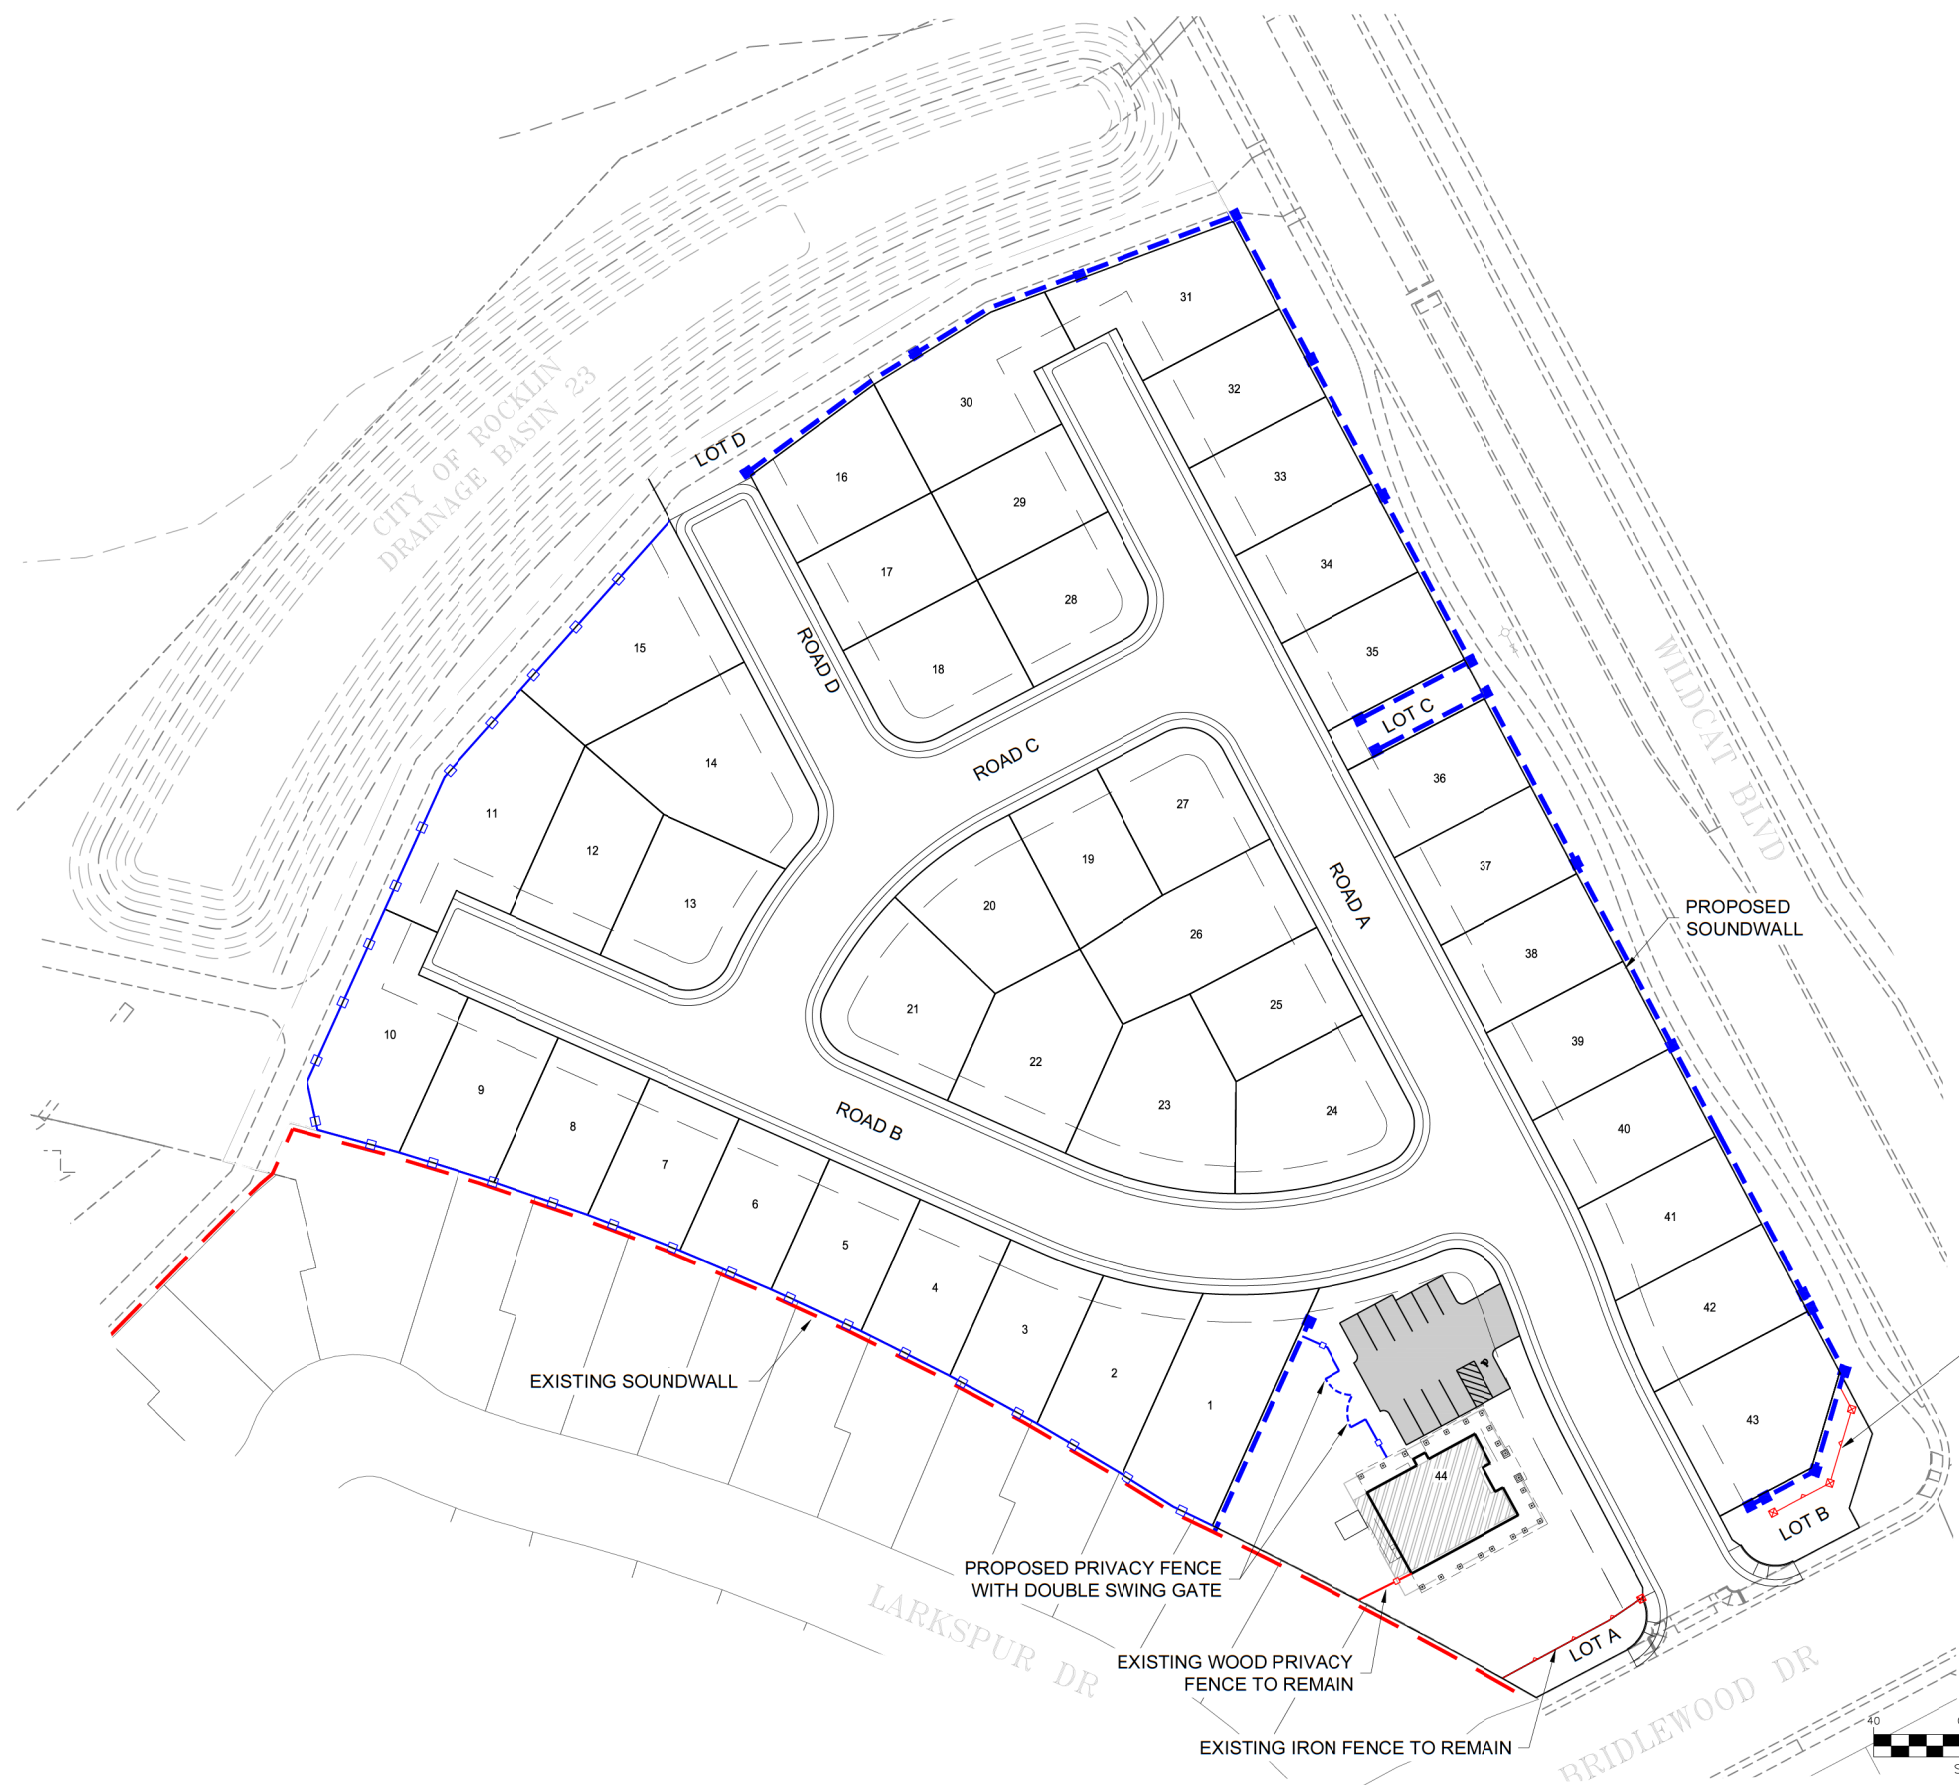 CITY OF ROCKLIN
DRAINAGE BASIN 23
LOT D
31
32
33
34
35
30
16
29
17
28
18
15
14
11
12
13
ROAD D
ROAD C
LOT C
WILDCAT BLVD
36
37
38
39
40
41
42
43
27
19
20
26
25
21
22
23
24
ROAD A
PROPOSED
SOUNDWALL
10
9
8
7
6
5
4
3
2
1
ROAD B
EXISTING SOUNDWALL
44
LOT B
PROPOSED PRIVACY FENCE
WITH DOUBLE SWING GATE
LARKSPUR DR
LOT A
EXISTING WOOD PRIVACY
FENCE TO REMAIN
EXISTING IRON FENCE TO REMAIN
BRIDLEWOOD DR
40